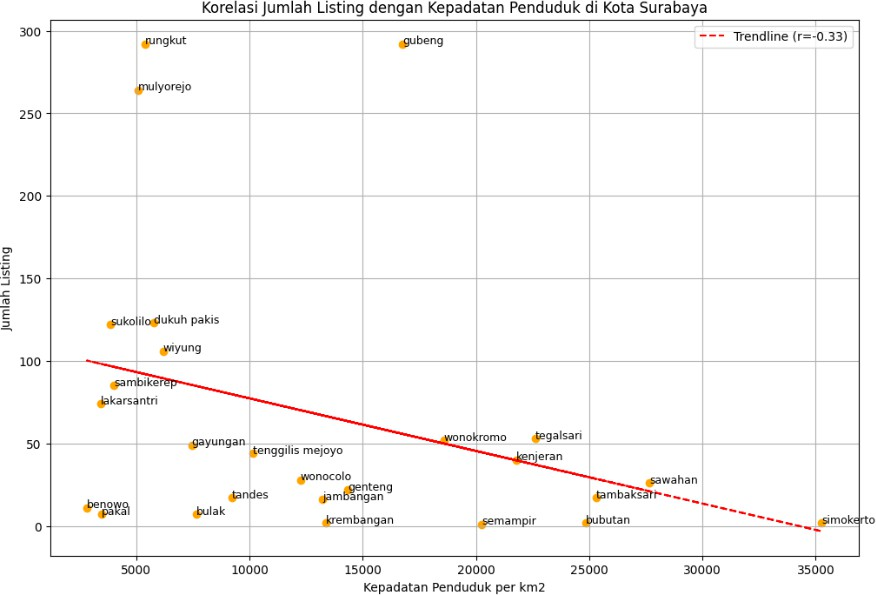 Korelasi Jumlah Listing dengan Kepadatan Penduduk di Kota Surabaya
Trendline (r=-0.33)
Jumlah Listing
300
250
200
150
100
50
0
rungkut
gubeng
mulyorejo
sukolilo
dukuh pakis
wiyung
sambikerep
lakarsantri
gayungan
tenggilis mejoyo
wonokromo
tegalsari
kenjeran
wonocolo
genteng
jambangan
sawahan
tambaksari
tandes
benowo
pakal
bulak
krembangan
semampir
bubutan
simokerto
5000
10000
15000
20000
25000
30000
35000
Kepadatan Penduduk per km2